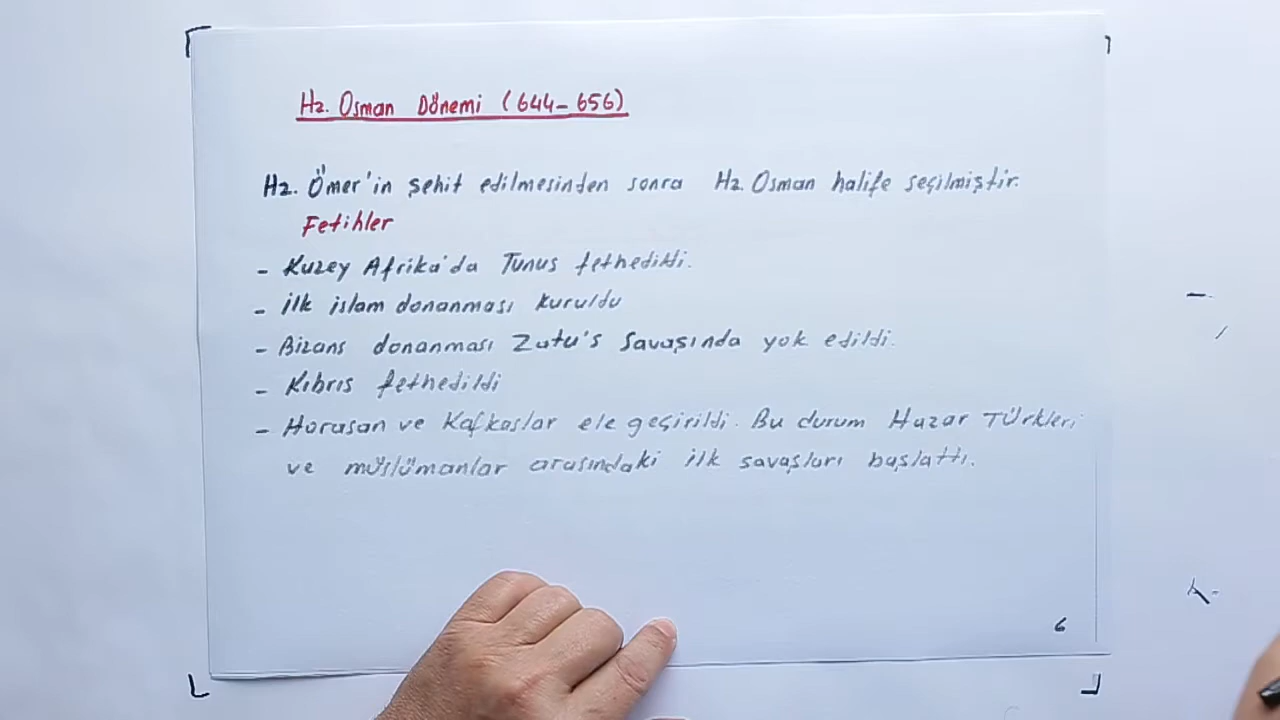 Hz. Osman Dönemi (644-656)
Hz. Ömer'in şehit edilmesinden sonra Hz. Osman halife seçilmiştir.
Fetihler
- Kuzey Afrika'da Tunus fethedildi.
- İlk islam donanması kuruldu
- Bizans donanması Zatu's Savaşında yok edildi.
- Kıbrıs fethedildi
- Horasan ve Kafkaslar ele geçirildi. Bu durum Hazar Türkleri
ve müslümanlar arasındaki ilk savaşları başlattı.
6